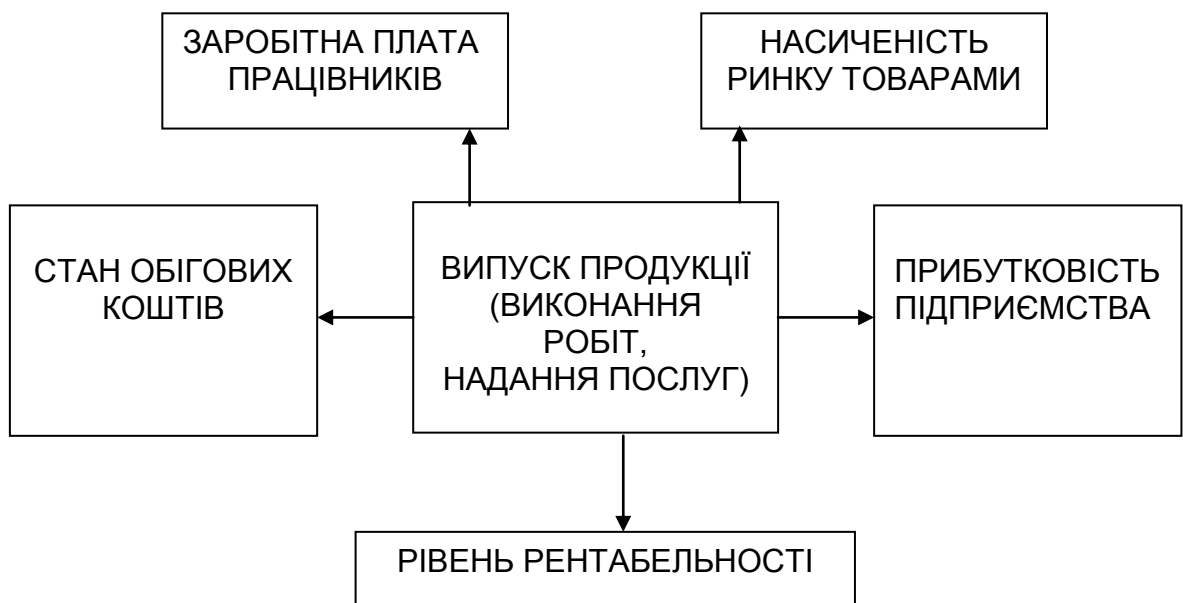 ЗАРОБІТНА ПЛАТА
ПРАЦІВНИКІВ
НАСИЧЕНІСТЬ
РИНКУ ТОВАРАМИ
СТАН ОБІГОВИХ
КОШТІВ
ВИПУСК ПРОДУКЦІЇ
(ВИКОНАННЯ
РОБІТ,
НАДАННЯ ПОСЛУГ)
ПРИБУТКОВІСТЬ
ПІДПРИЄМСТВА
РІВЕНЬ РЕНТАБЕЛЬНОСТІ